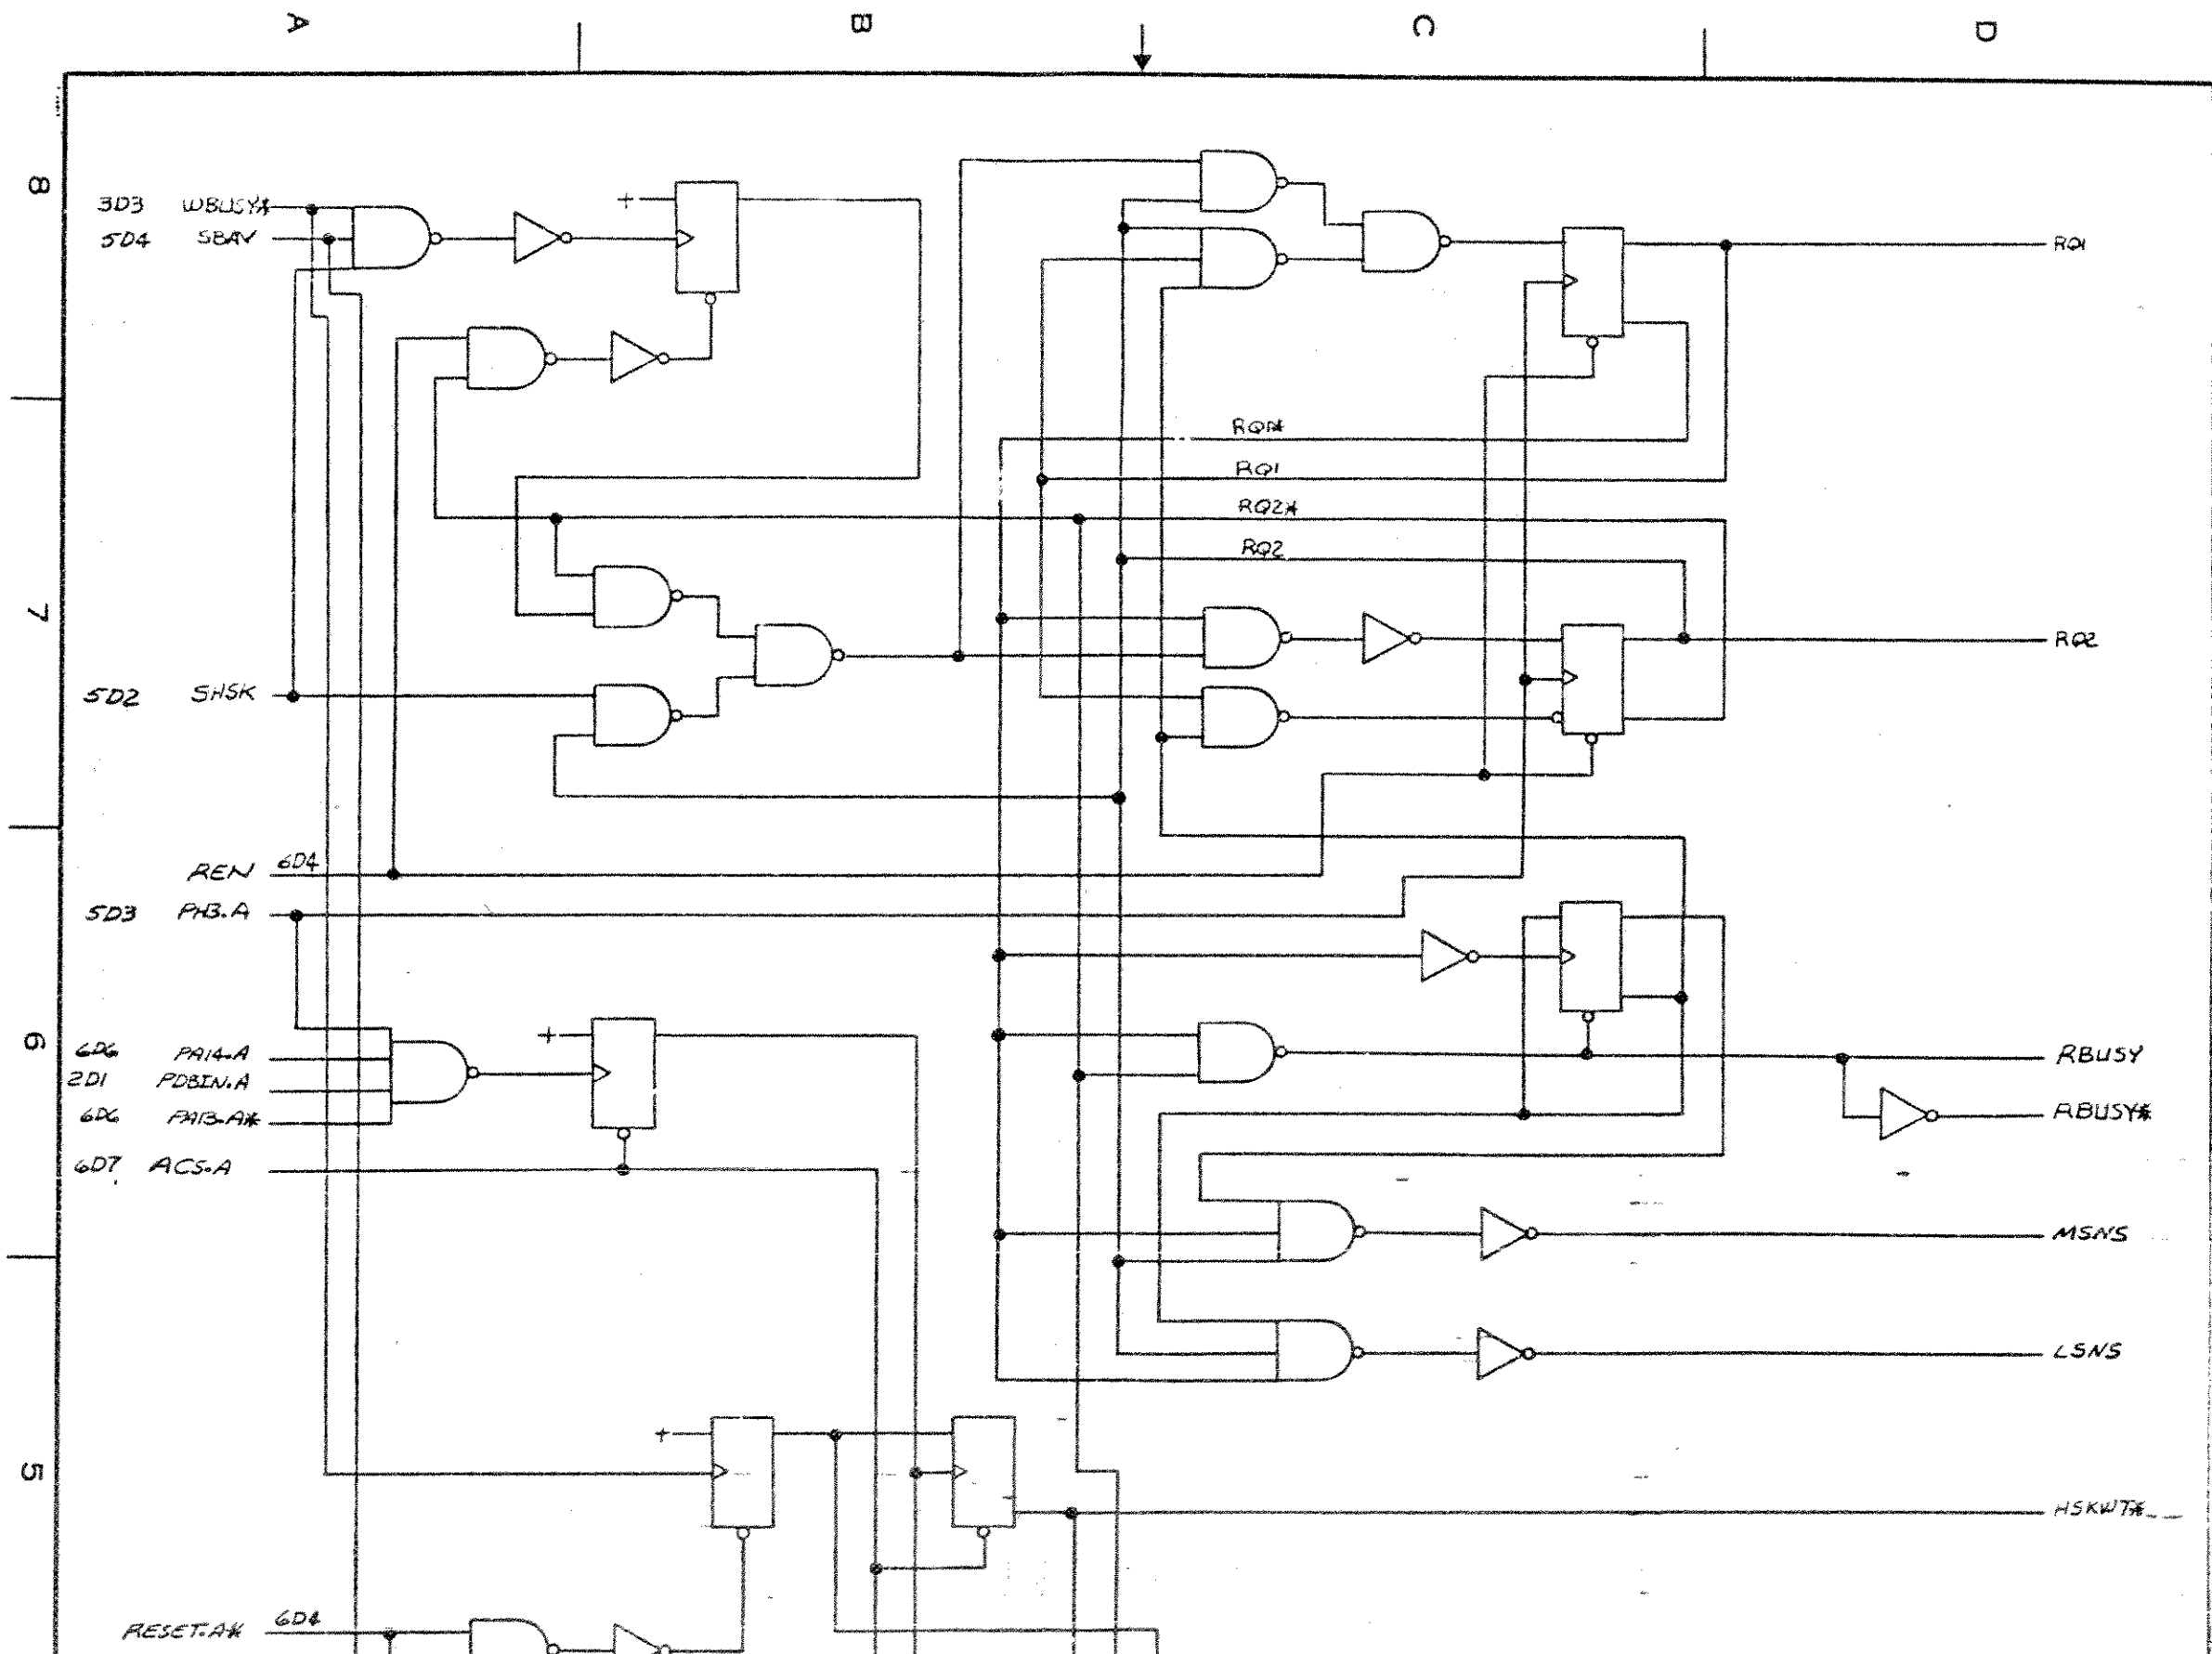 A B C D
8
3D3 WBUSY*
5D4 SBAV
+
RQ1
RQ1*
RQ1
RQ2*
RQ2
7
RQ2
5D2 SHSK
REN 6D4
5D3 PH3.A
6
+
6D6 PA14.A
2D1 PDBIN.A
6D6 PA13.A*
6D7 ACS.A
RBUSY
RBUSY*
MSNS
LSNS
5
+
HSKWT*
RESET.A* 6D4